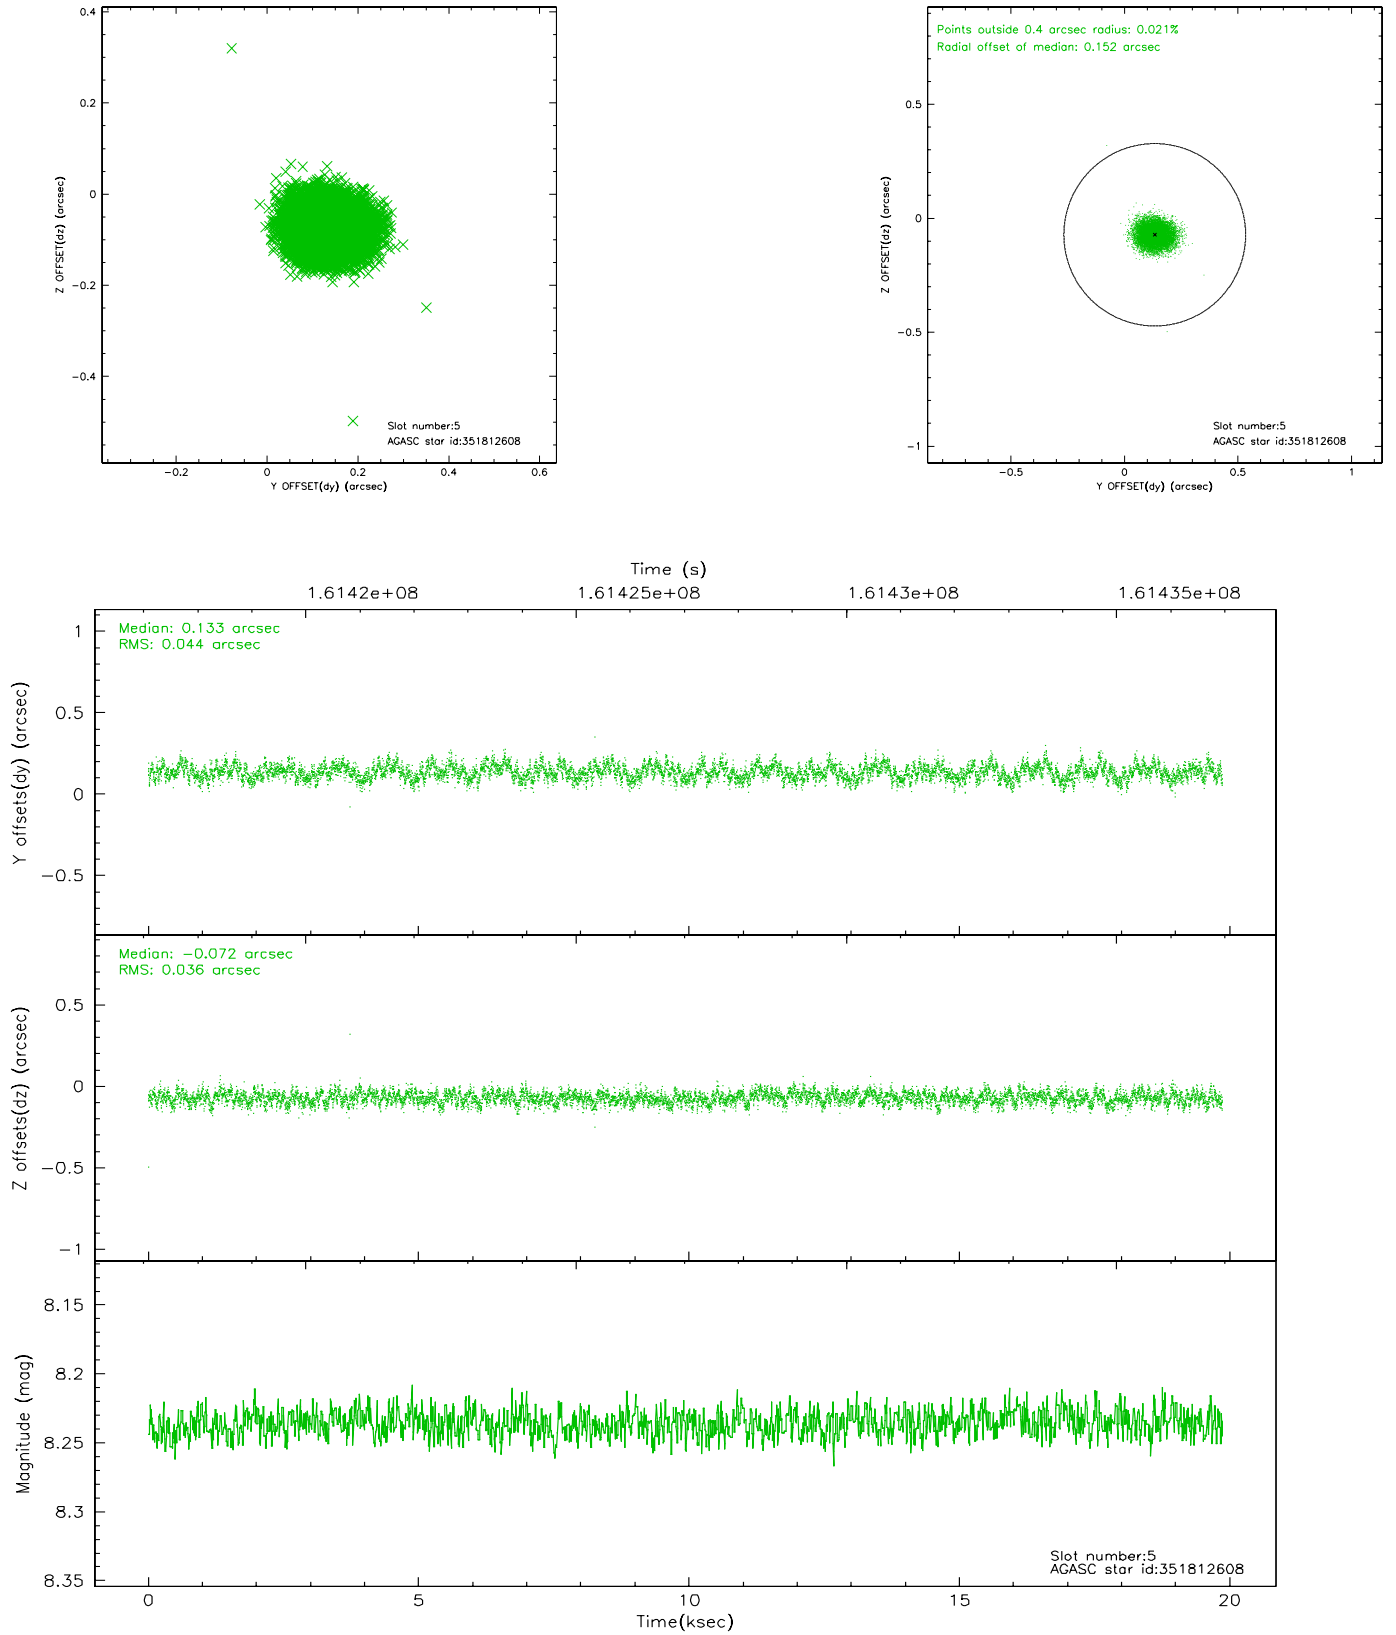 0.4
0.2
0
−0.2
−0.4
Z OFFSET(dz) (arcsec)
Slot number:5
AGASC star id:351812608
−0.2
0
0.2
0.4
0.6
Y OFFSET(dy) (arcsec)
Points outside 0.4 arcsec radius: 0.021%
Radial offset of median: 0.152 arcsec
0.5
0
−0.5
−1
Z OFFSET(dz) (arcsec)
Slot number:5
AGASC star id:351812608
−0.5
0
0.5
1
Y OFFSET(dy) (arcsec)
Time (s)
1.6142e+08
1.61425e+08
1.6143e+08
1.61435e+08
Median: 0.133 arcsec
RMS: 0.044 arcsec
1
0.5
0
−0.5
Y offsets(dy) (arcsec)
Median: −0.072 arcsec
RMS: 0.036 arcsec
0.5
0
−0.5
−1
Z offsets(dz) (arcsec)
8.15
8.2
8.25
8.3
8.35
Magnitude (mag)
Slot number:5
AGASC star id:351812608
0
5
10
15
20
Time(ksec)